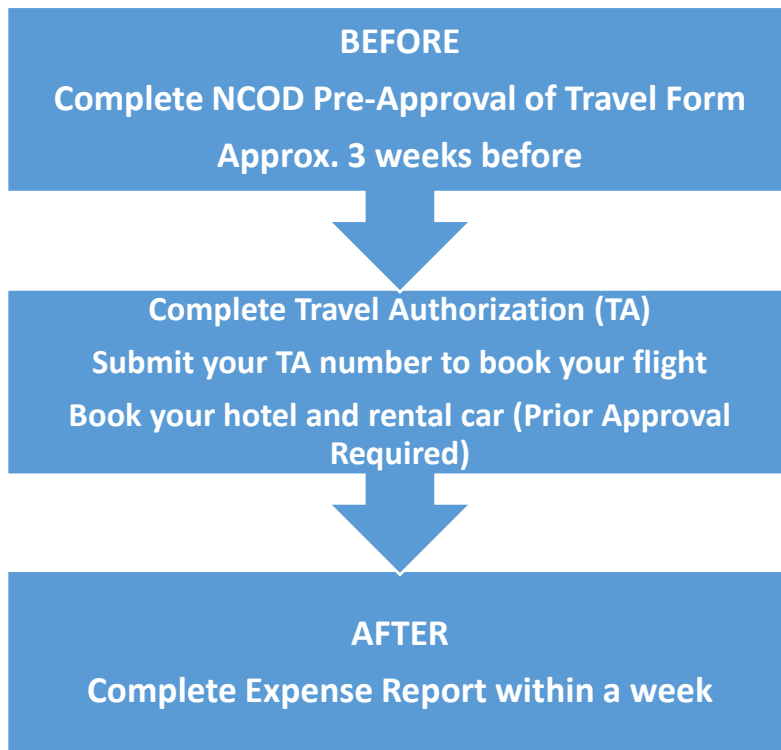 BEFORE
Complete NCOD Pre-Approval of Travel Form
Approx. 3 weeks before
Complete Travel Authorization (TA)
Submit your TA number to book your flight
Book your hotel and rental car (Prior Approval
Required)
AFTER
Complete Expense Report within a week